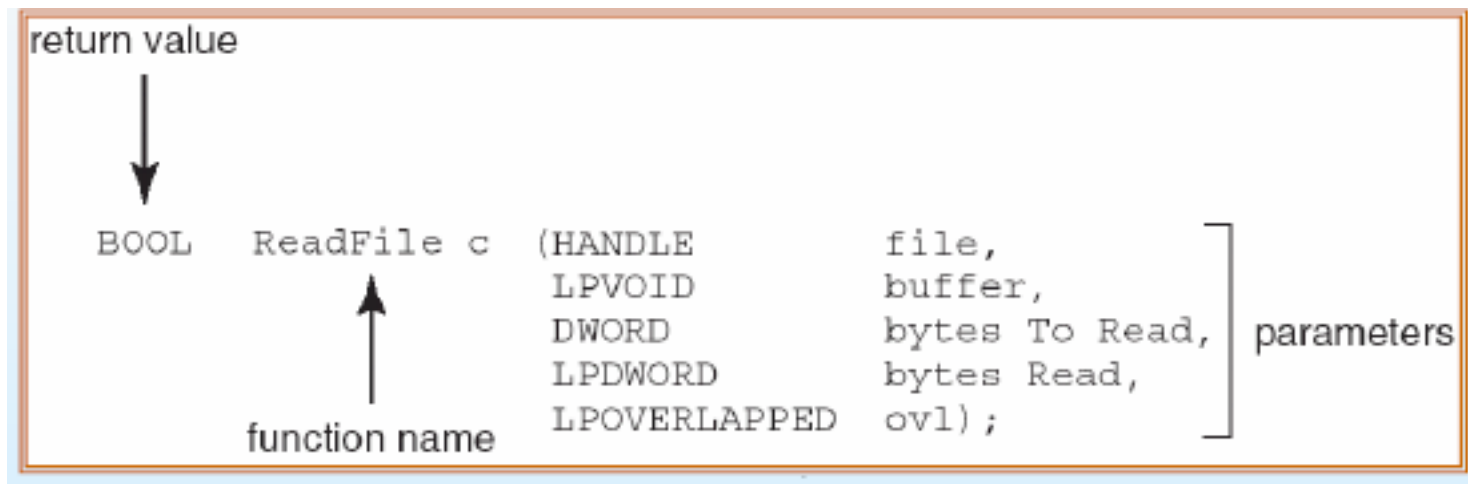 return value
BOOL ReadFile c (HANDLE file,
LPVOID buffer,
DWORD bytes To Read,
LPDWORD bytes Read,
LPOVERLAPPED ovl);
parameters
function name